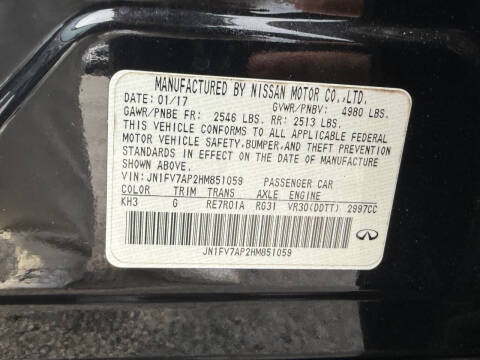 MANUFACTURED BY NISSAN MOTOR CO.,LTD.
DATE: 01/17 GVWR/PNBV: 4980 LBS.
GAWR/PNBE FR: 2546 LBS. RR: 2513 LBS.
THIS VEHICLE CONFORMS TO ALL APPLICABLE FEDERAL
MOTOR VEHICLE SAFETY,BUMPER,AND THEFT PREVENTION
STANDARDS IN EFFECT ON THE DATE OF MANUFACTURE
SHOWN ABOVE.
VIN: JN1FV7AP2HM851059 PASSENGER CAR
COLOR TRIM TRANS AXLE ENGINE
KH3 G RE7R01A RG31 VR30(DDTT) 2997CC
JN1FV7AP2HM851059